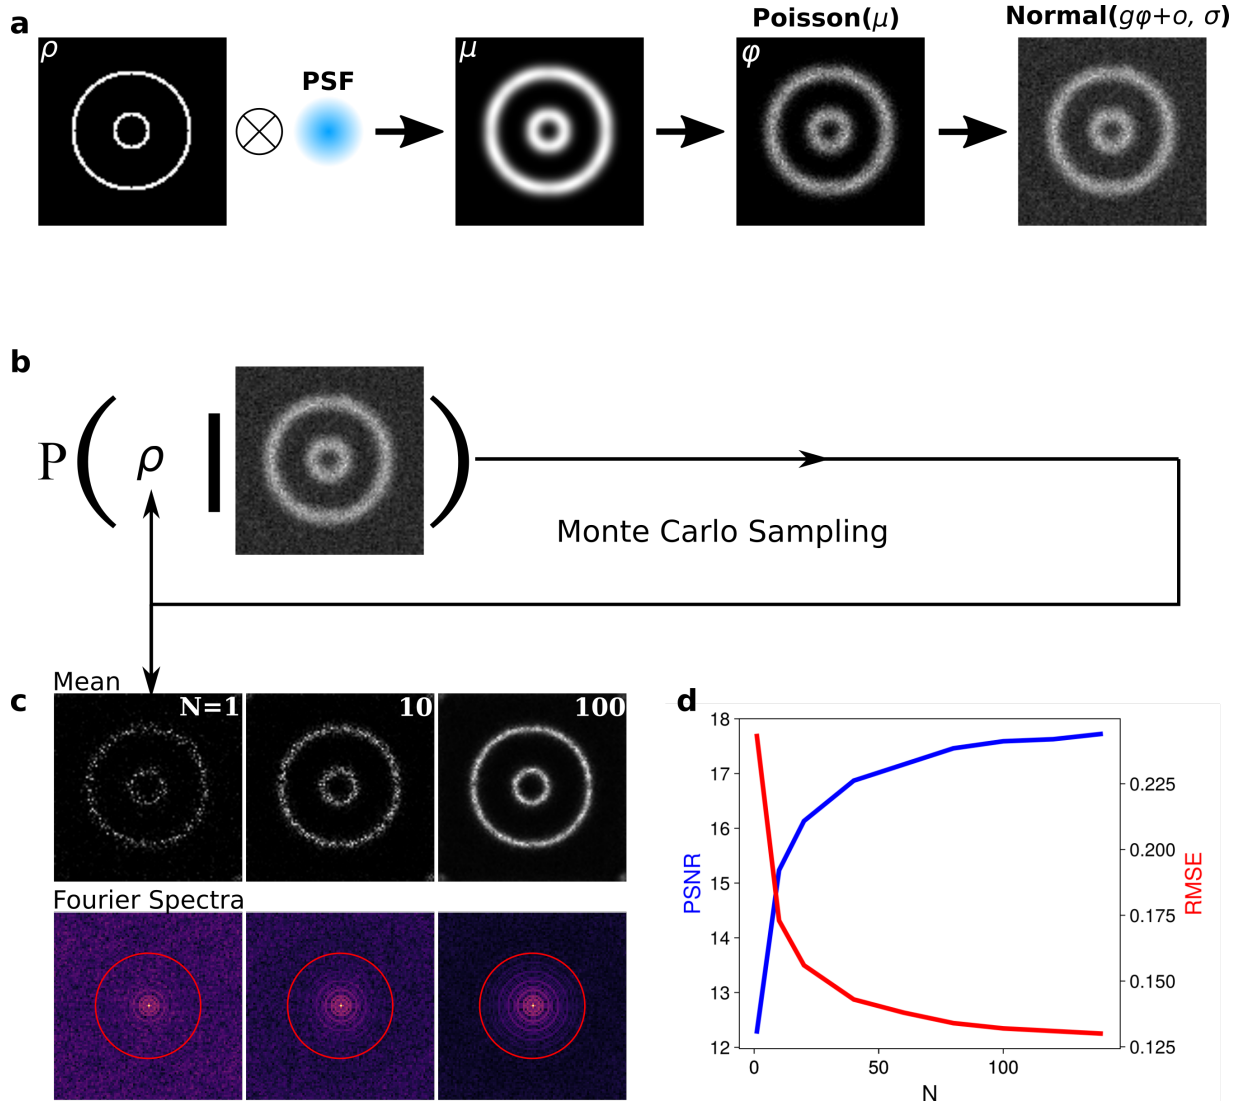 a
Poisson(μ)
Normal(gφ+o, σ)
ρ
PSF
μ
φ
b
P( ρ | )
Monte Carlo Sampling
c
Mean
N=1
10
100
Fourier Spectra
d
18
17
16
15
14
13
12
PSNR
0.225
0.200
0.175
0.150
0.125
RMSE
0
50
100
N